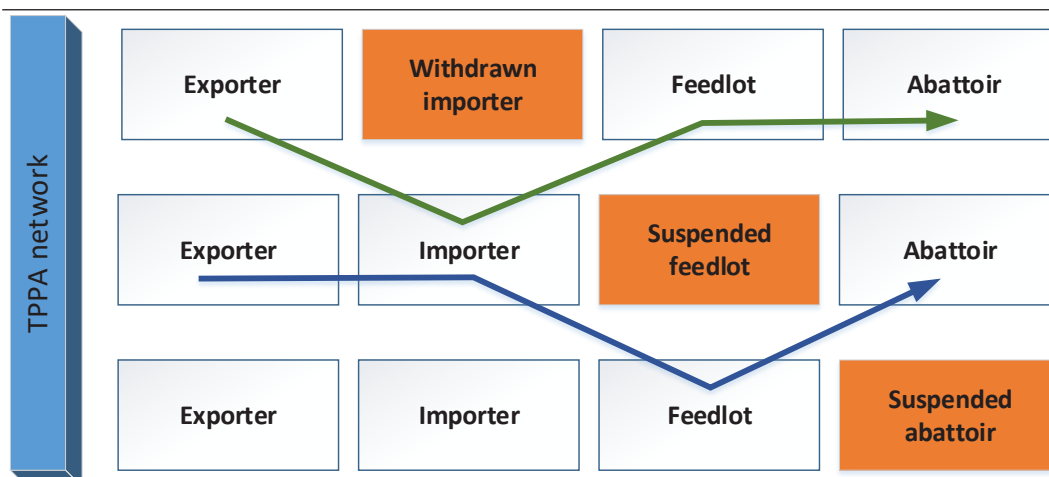 TPPA network
Exporter
Withdrawn
importer
Feedlot
Abattoir
Exporter
Importer
Suspended
feedlot
Abattoir
Exporter
Importer
Feedlot
Suspended
abattoir